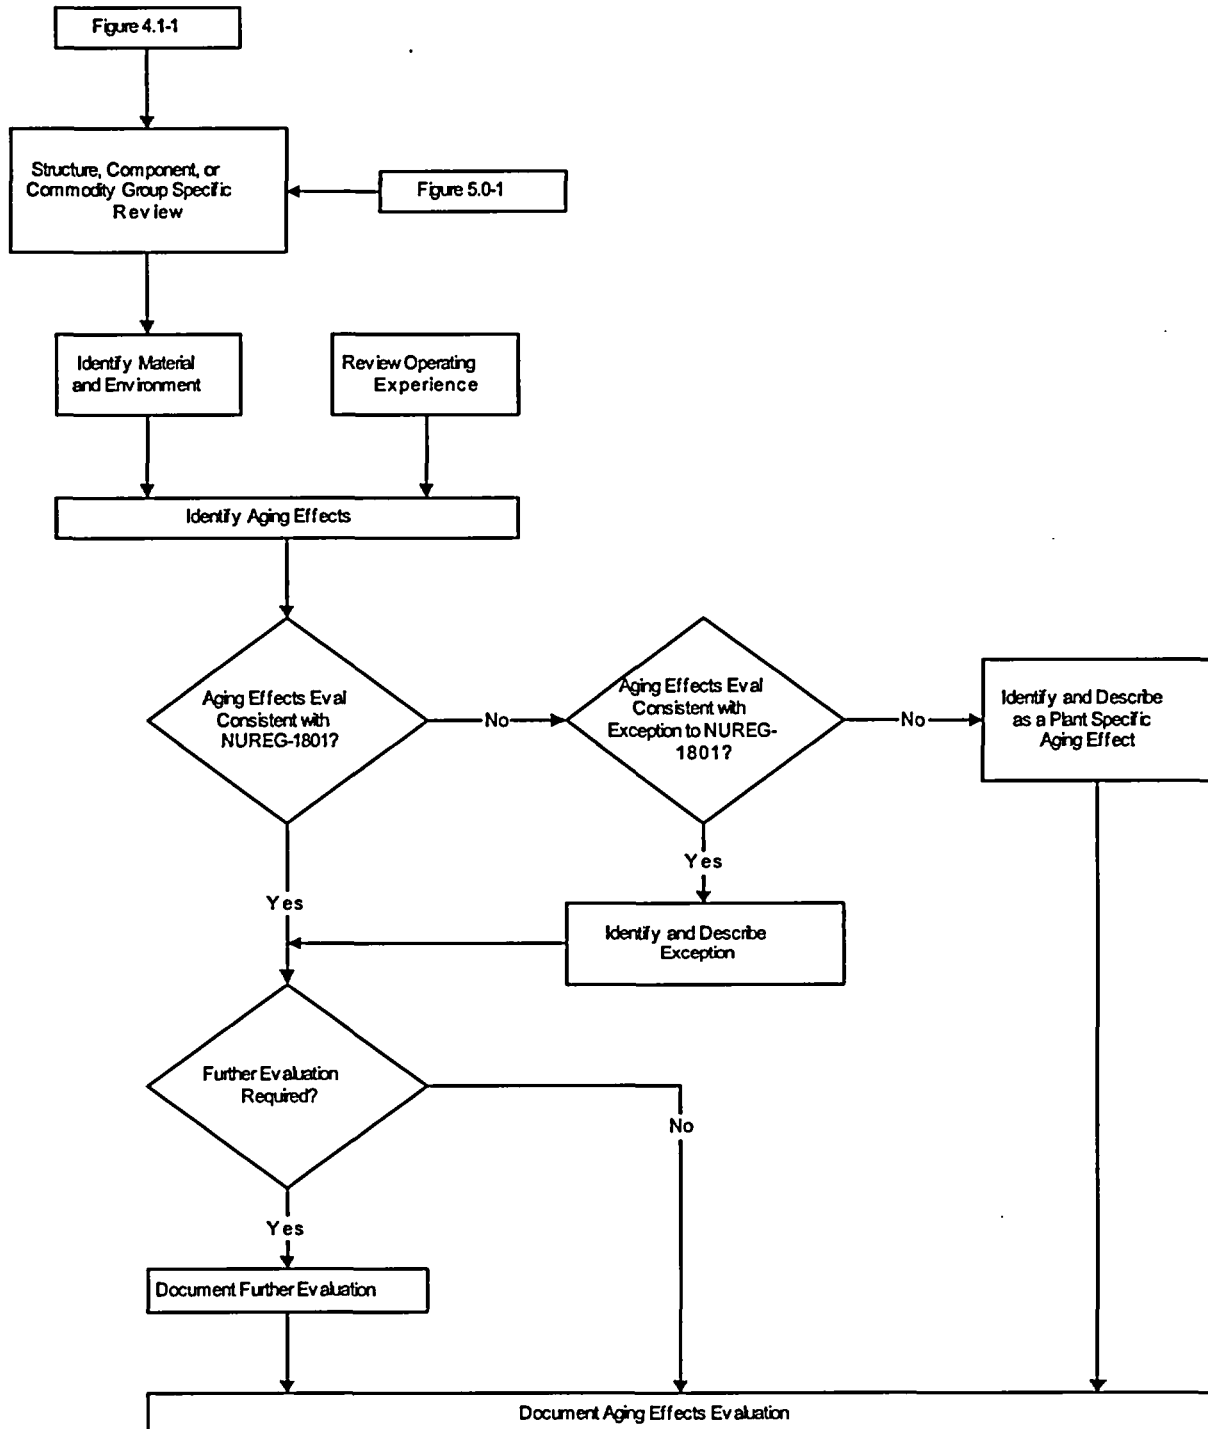 Figure 4.1-1
Structure, Component, or
Commodity Group Specific
Review
Figure 5.0-1
Identify Material
and Environment
Review Operating
Experience
Identify Aging Effects
Aging Effects Eval
Consistent with
NUREG-1801?
No
Aging Effects Eval
Consistent with
Exception to NUREG-
1801?
No
Identify and Describe
as a Plant Specific
Aging Effect
Yes
Yes
Identify and Describe
Exception
Further Evaluation
Required?
No
Yes
Document Further Evaluation
Document Aging Effects Evaluation